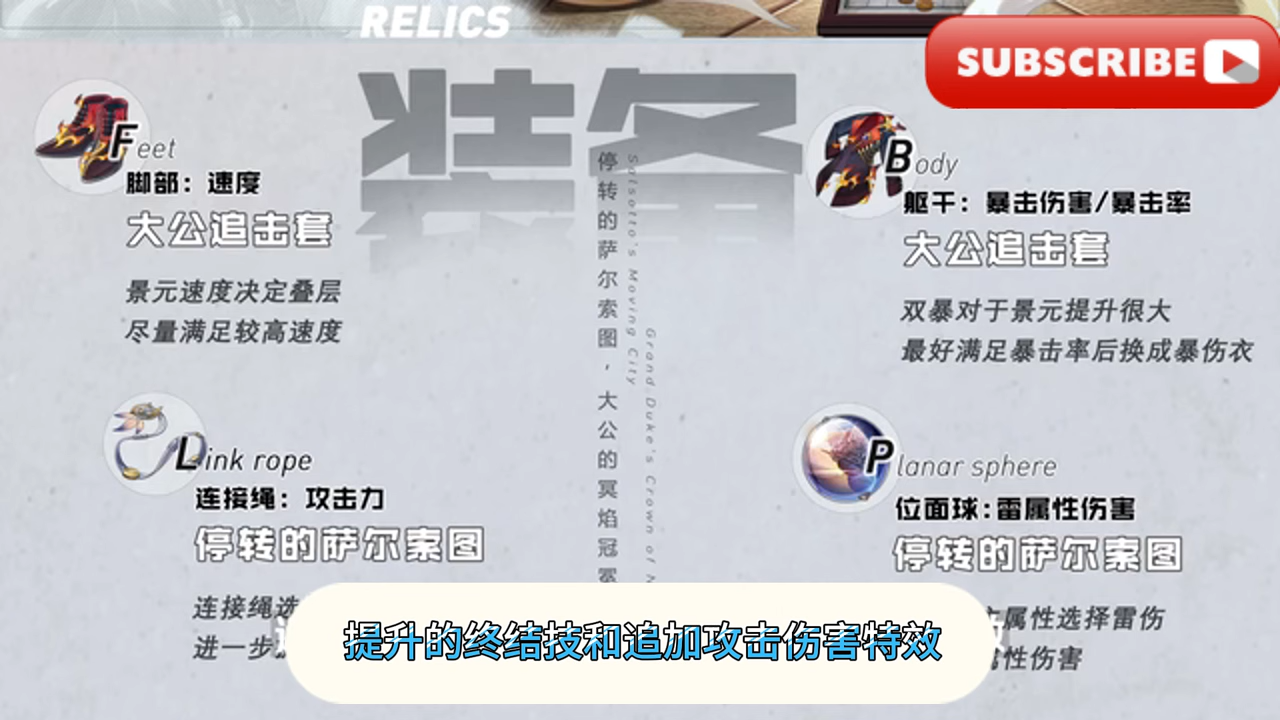 RELICS
SUBSCRIBE
装备
Feet
脚部：速度
大公追击套
景元速度决定叠层
尽量满足较高速度
Body
躯干：暴击伤害/暴击率
大公追击套
双暴对于景元提升很大
最好满足暴击率后换成暴伤衣
停转的萨尔索图，大公的冥焰冠冕
Salsotto's Moving City
Grand Duke's Crown of
Link rope
连接绳：攻击力
停转的萨尔索图
连接绳选
进一步
Planar sphere
位面球:雷属性伤害
停转的萨尔索图
主属性选择雷伤
属性伤害
提升的终结技和追加攻击伤害特效